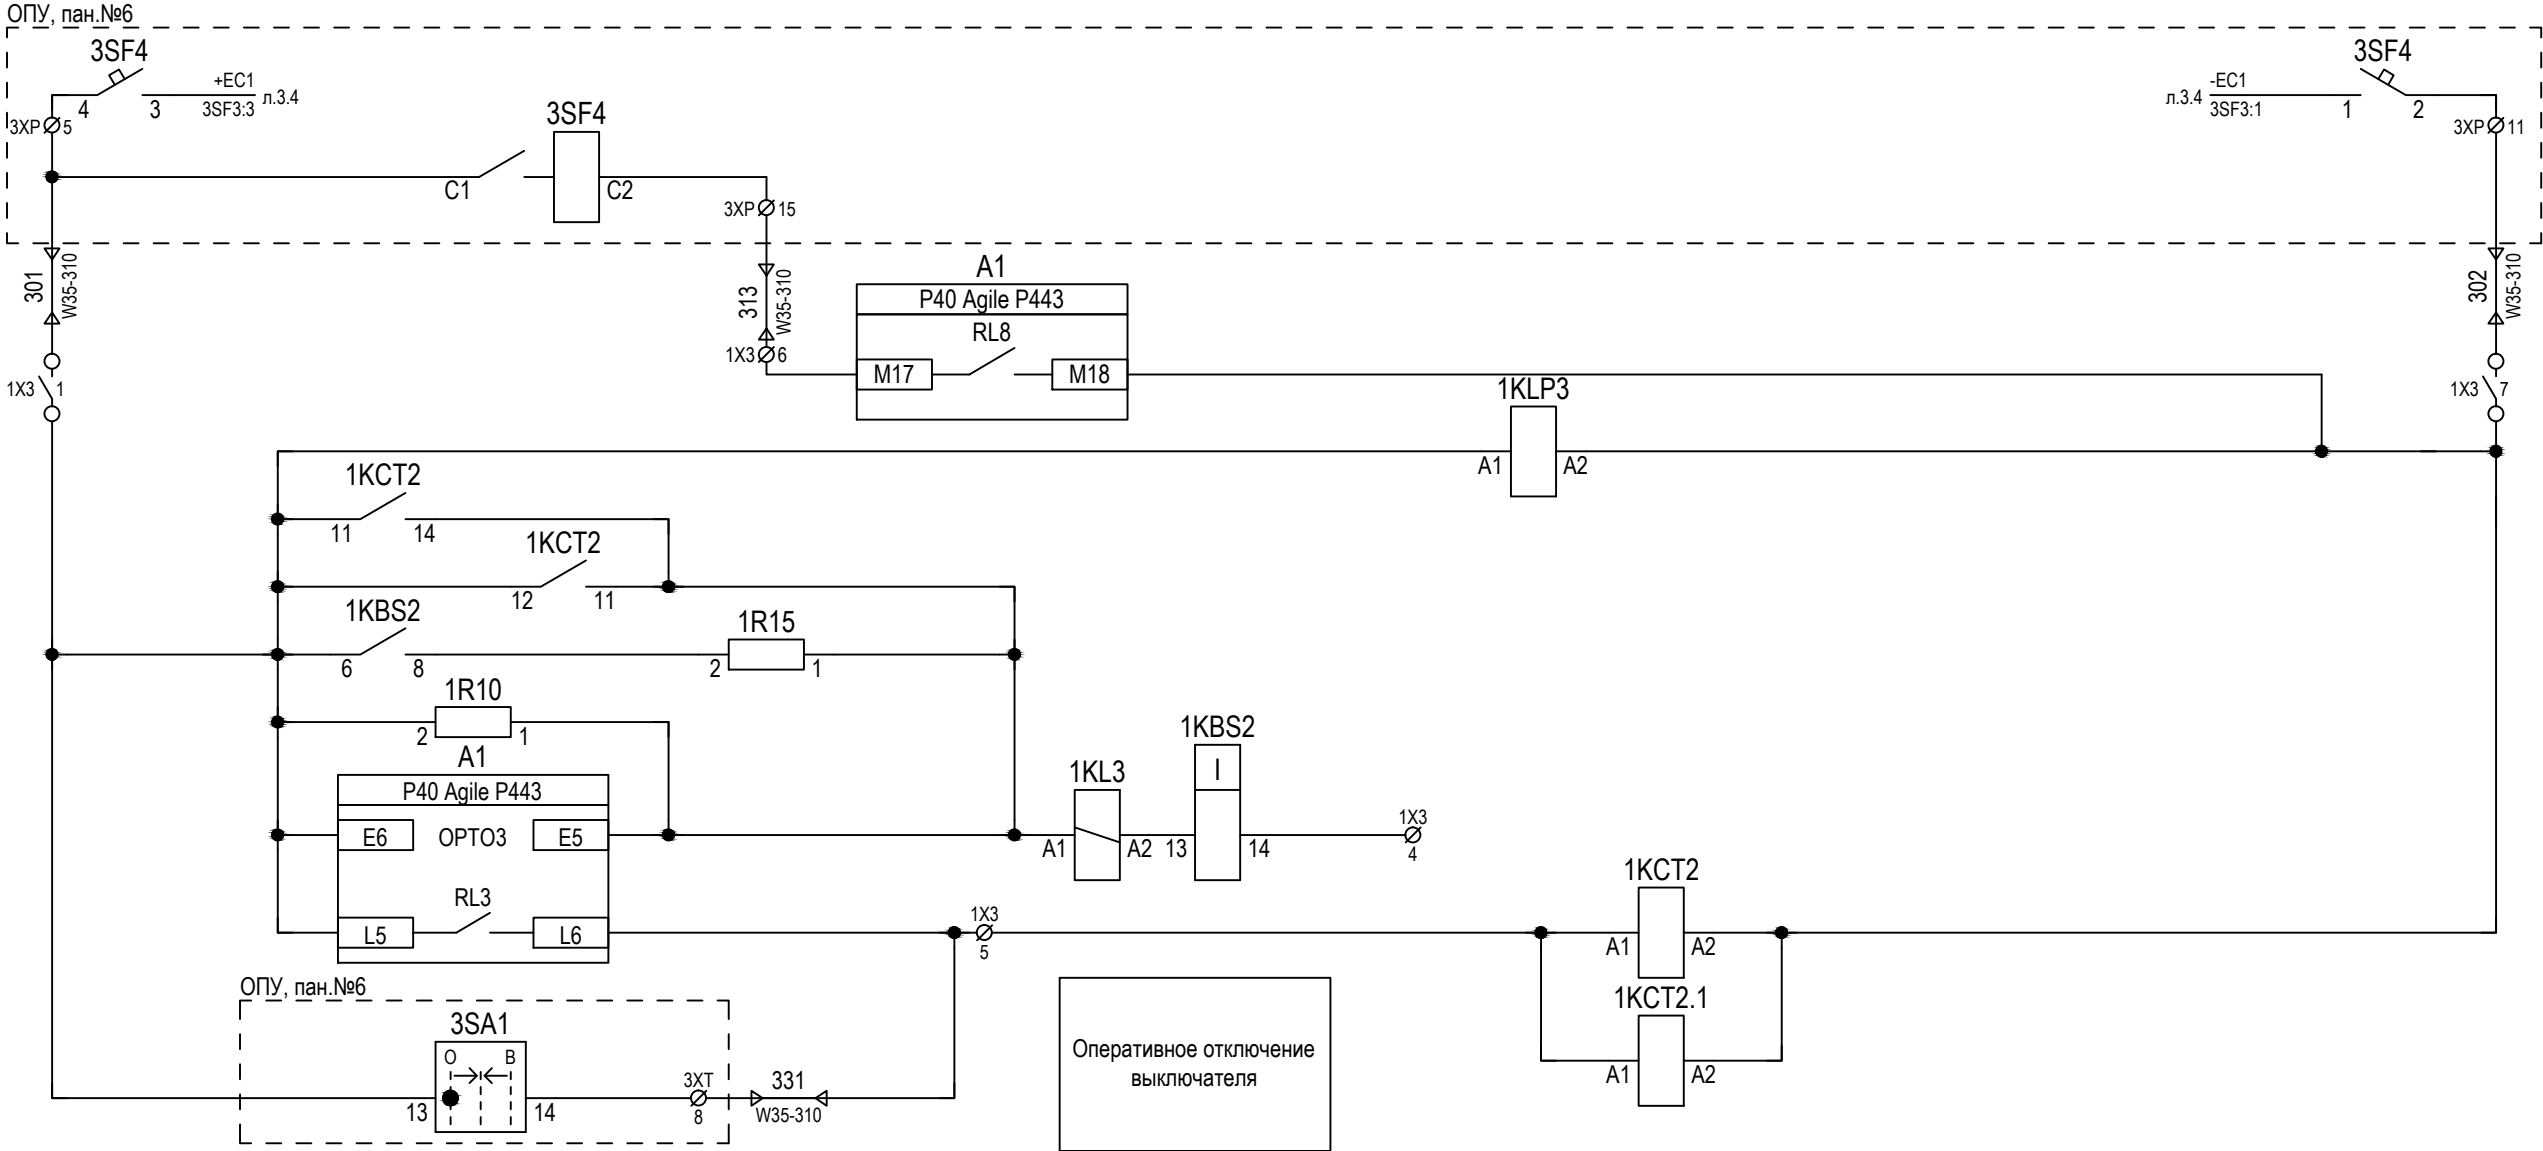 ОПУ, пан.№6
3SF4
3SF4
+EC1
л.3.4
3SF3:3
4
3
-EC1
л.3.4
3SF3:1
1
2
3XP
5
3SF4
3XP
11
C1
C2
3XP
15
301
W35-310
313
W35-310
302
W35-310
A1
P40 Agile P443
RL8
1X3
6
M17
M18
1X3
1
1X3
7
1KLP3
A1
A2
1KCT2
11
14
1KCT2
12
11
1KBS2
6
8
1R15
2
1
1R10
2
1
A1
P40 Agile P443
E6
OPTO3
E5
1KL3
A1
A2
1KBS2
I
13
14
1X3
4
RL3
L5
L6
1X3
5
1KCT2
A1
A2
1KCT2.1
A1
A2
ОПУ, пан.№6
3SA1
О
В
13
14
3XT
8
331
W35-310
Оперативное отключение
выключателя